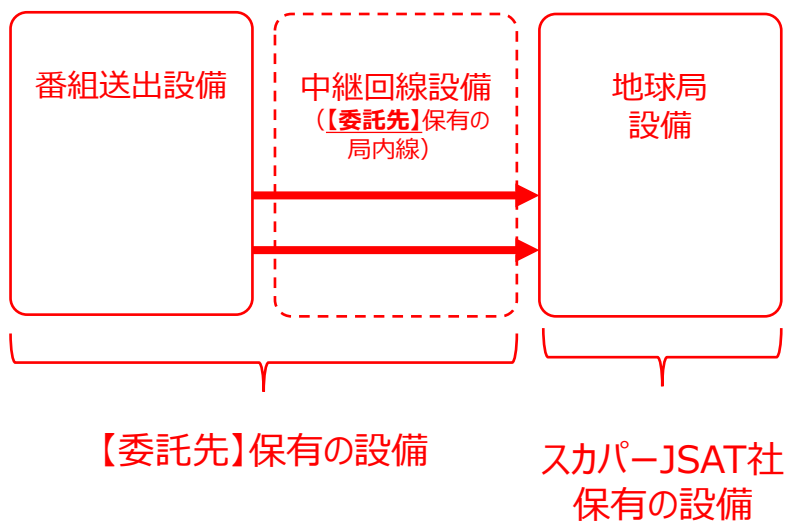 番組送出設備
中継回線設備
（【委託先】保有の
局内線）
地球局
設備
【委託先】保有の設備
スカパーJSAT社
保有の設備